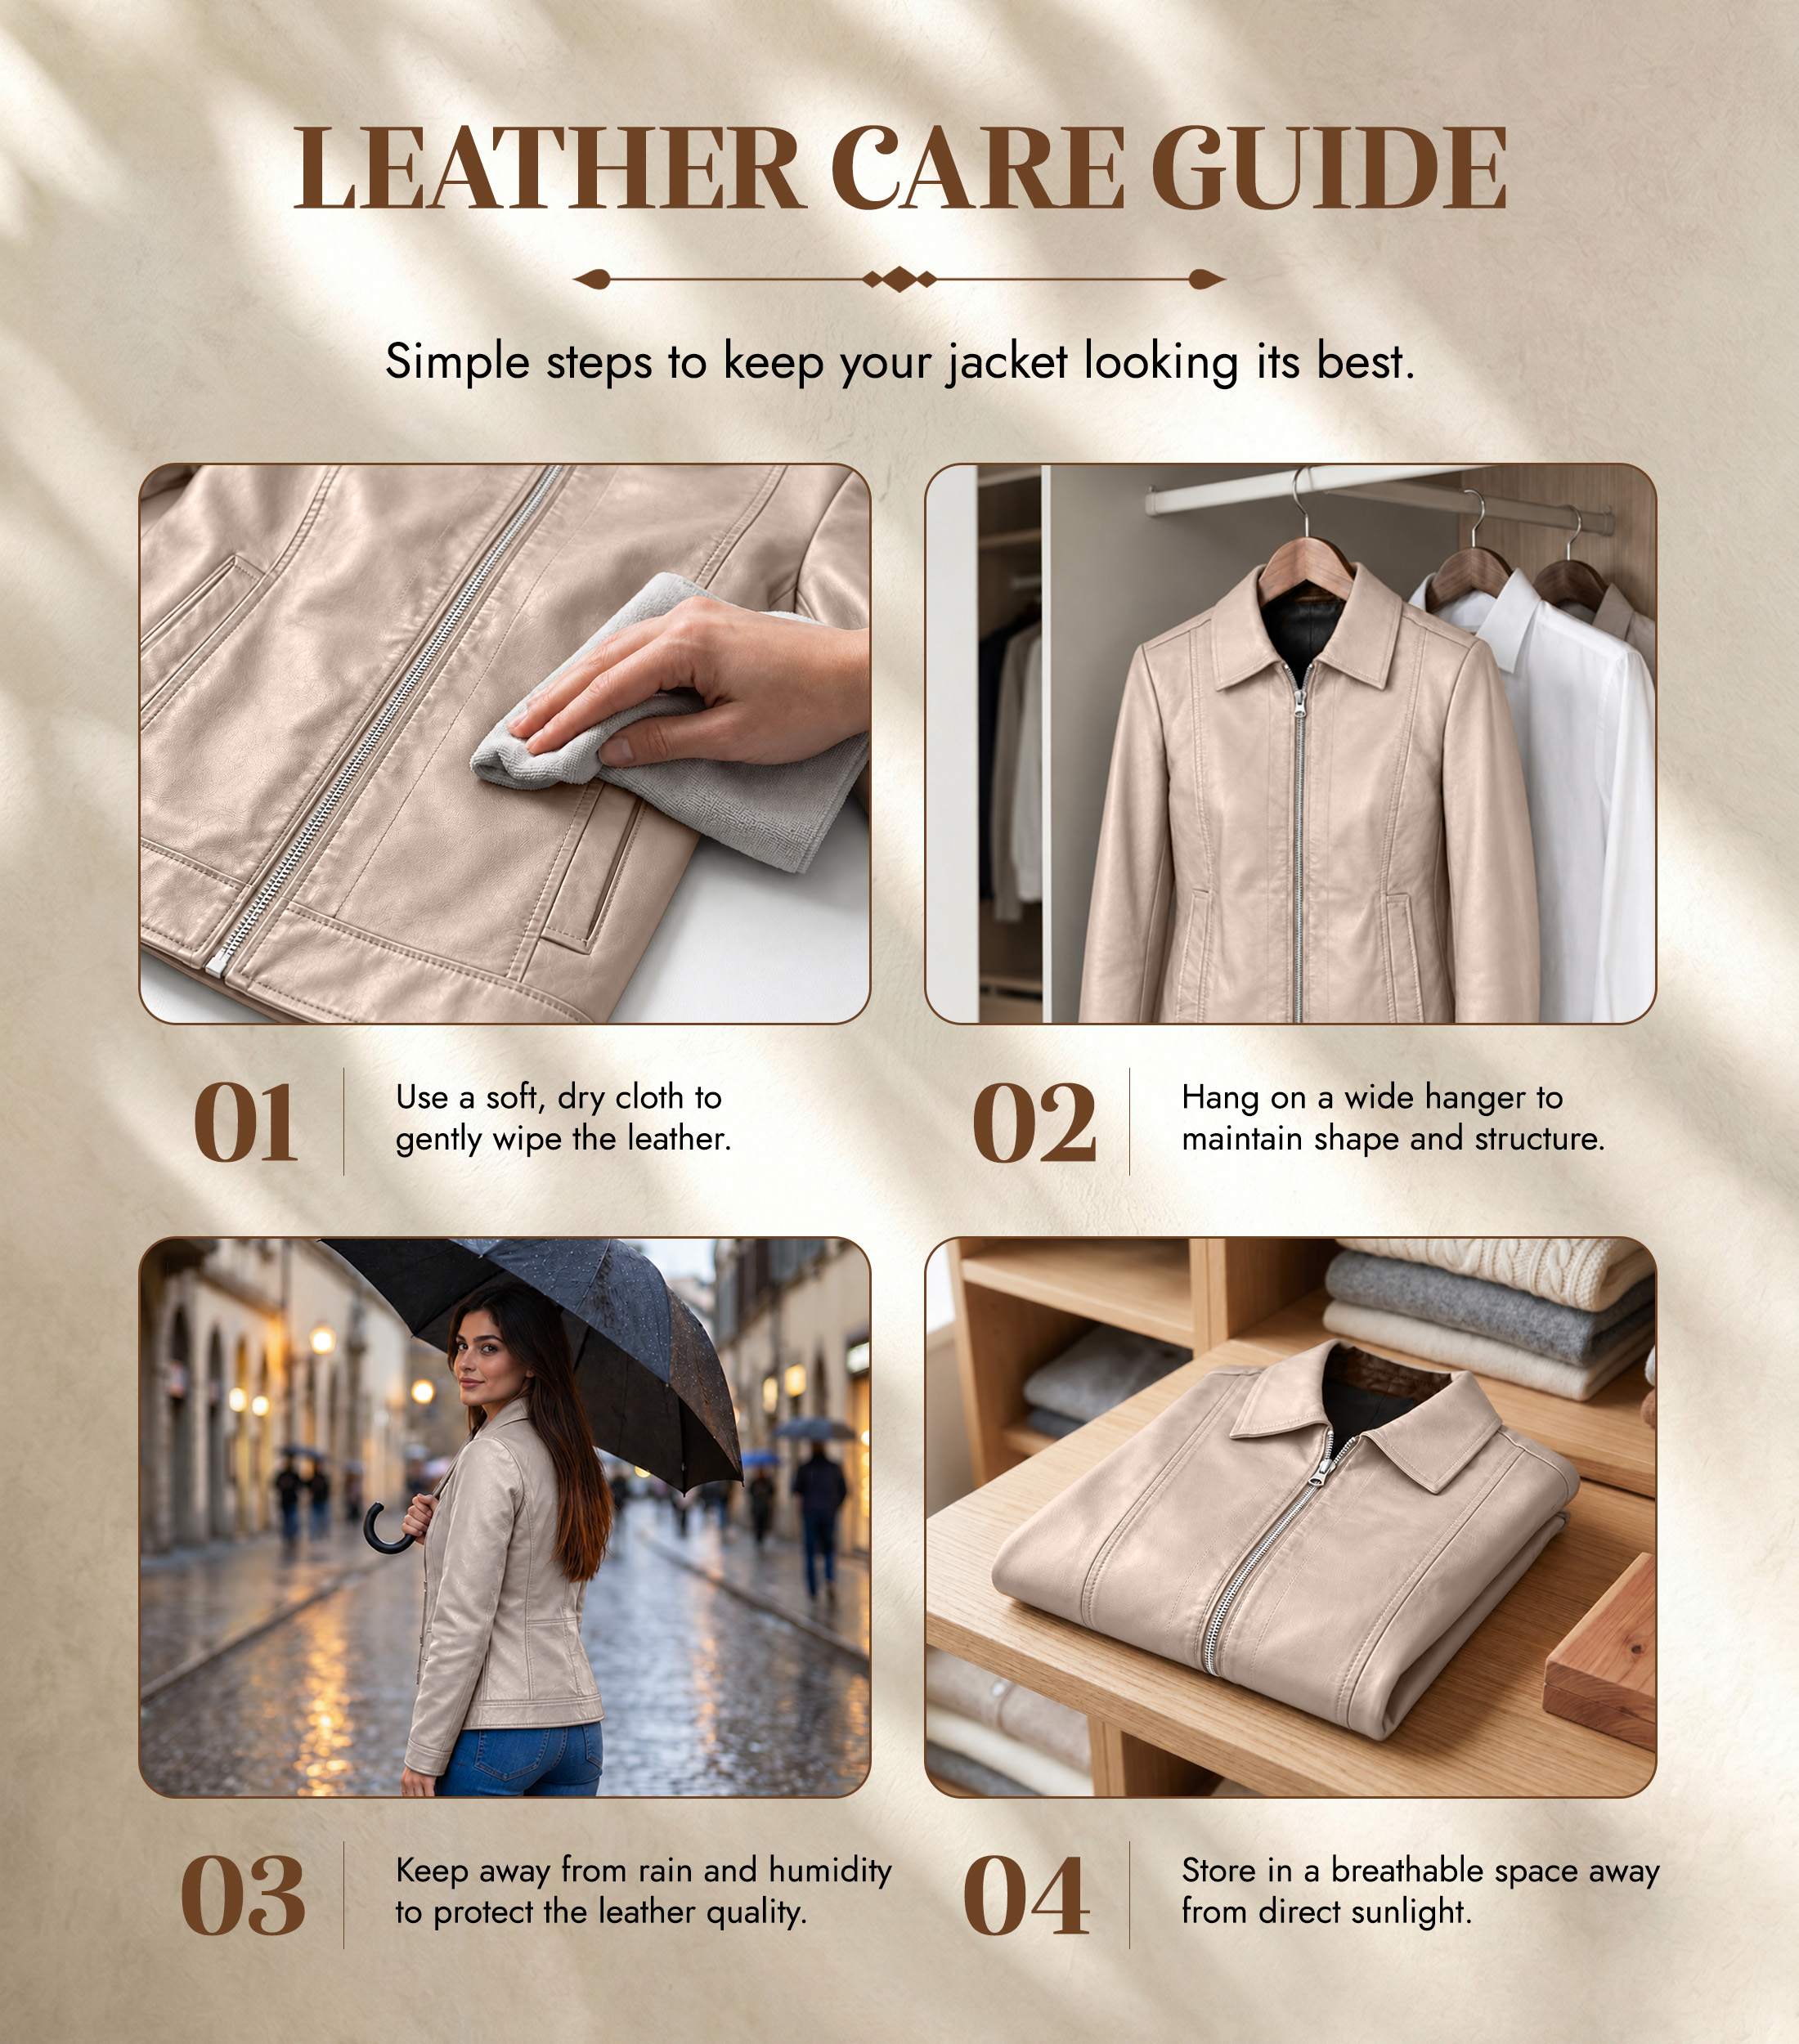 LEATHER CARE GUIDE
Simple steps to keep your jacket looking its best.
01
Use a soft, dry cloth to
gently wipe the leather.
02
Hang on a wide hanger to
maintain shape and structure.
03
Keep away from rain and humidity
to protect the leather quality.
04
Store in a breathable space away
from direct sunlight.